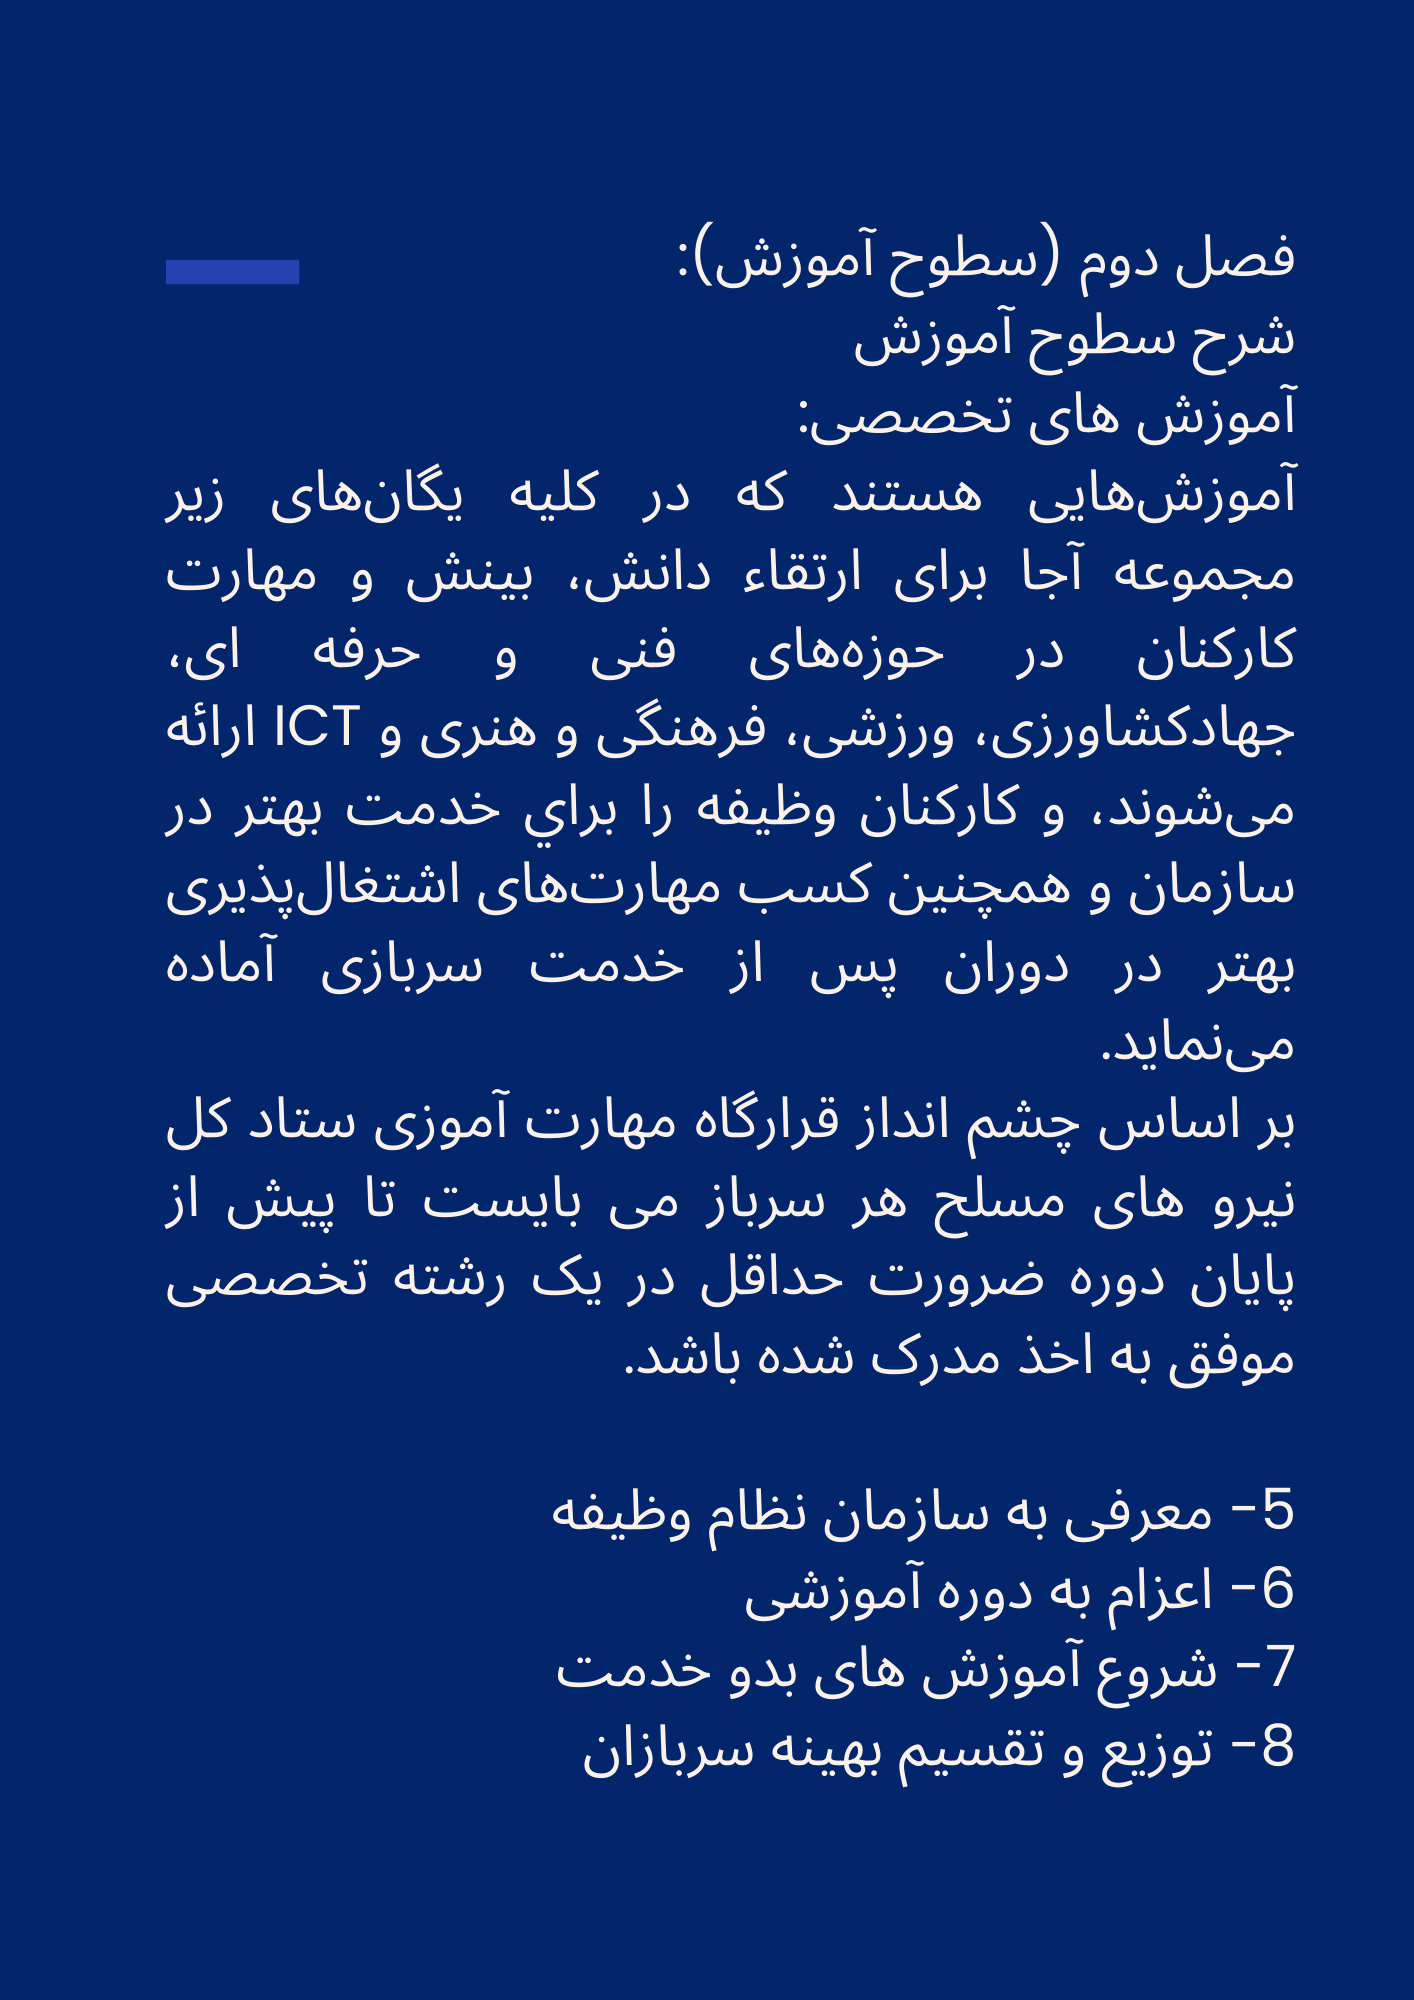 فصل دوم (سطوح آموزش):
شرح سطوح آموزش
آموزش های تخصصی:
آموزش‌هایی هستند که در کلیه یگان‌های زیر
مجموعه آجا برای ارتقاء دانش، بینش و مهارت
کارکنان در حوزه‌های فنی و حرفه ای،
جهادکشاورزی، ورزشی، فرهنگی و هنری و ICT ارائه
می‌شوند، و کارکنان وظیفه را براي خدمت بهتر در
سازمان و همچنین کسب مهارت‌های اشتغال‌پذیری
بهتر در دوران پس از خدمت سربازی آماده
می‌نماید.
بر اساس چشم انداز قرارگاه مهارت آموزی ستاد کل
نیرو های مسلح هر سرباز می بایست تا پیش از
پایان دوره ضرورت حداقل در یک رشته تخصصی
موفق به اخذ مدرک شده باشد.
5- معرفی به سازمان نظام وظیفه
6- اعزام به دوره آموزشی
7- شروع آموزش های بدو خدمت
8- توزیع و تقسیم بهینه سربازان